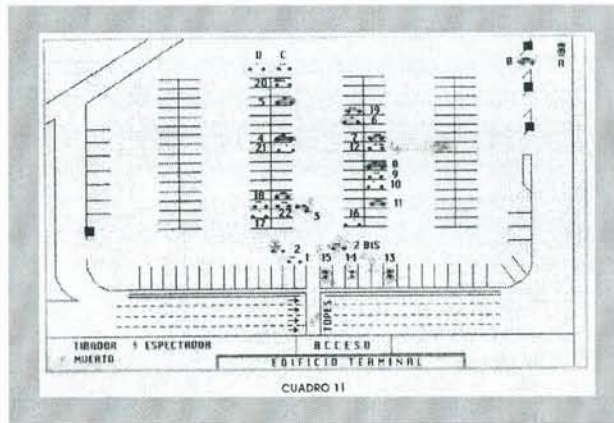 D C
B A
20
5
19
6
4
21
7
12
8
9
10
18
22
3
11
17
16
2
2 BIS
1
15
14
13
TOPES
TIRADOR Y ESPECTADOR
MUERTO
ACCESO
EDIFICIO TERMINAL
CUADRO 11